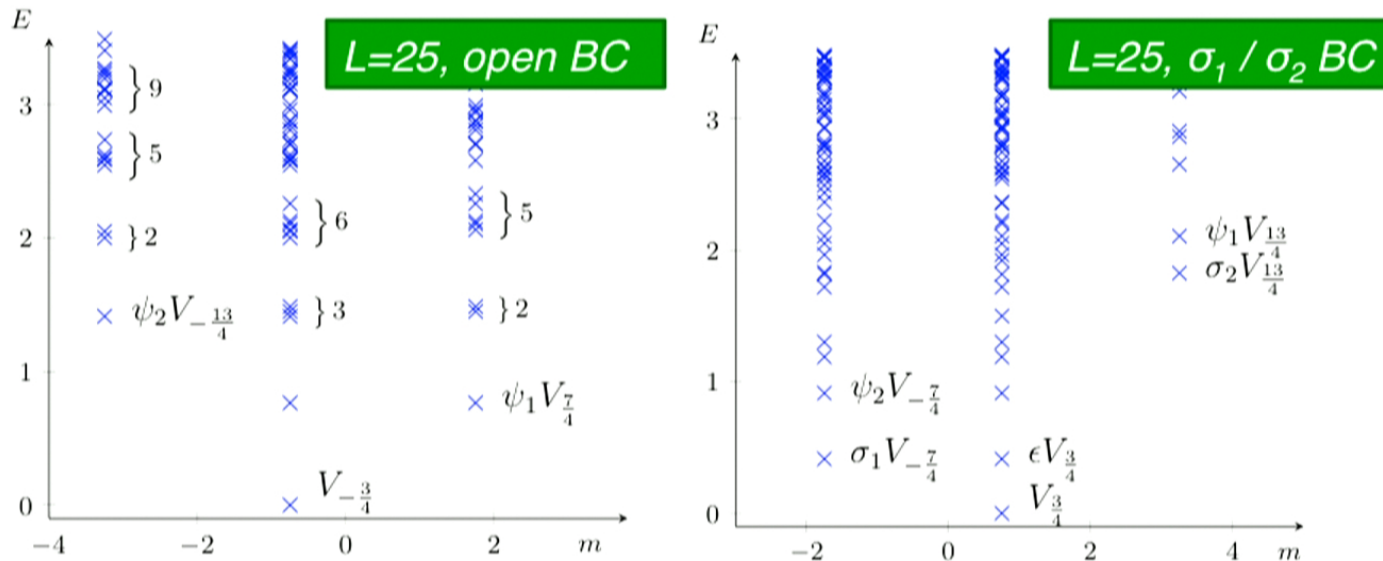 E
L=25, open BC
3
2
1
0
−4
−2
0
2
m
} 9
} 5
} 2
ψ₂V₋₁₃⁄₄
} 6
} 3
V₋₃⁄₄
} 5
} 2
ψ₁V₇⁄₄
E
L=25, σ₁ / σ₂ BC
3
2
1
0
−2
0
2
4
m
ψ₂V₋₇⁄₄
σ₁V₋₇⁄₄
ϵV₃⁄₄
V₃⁄₄
ψ₁V₁₃⁄₄
σ₂V₁₃⁄₄